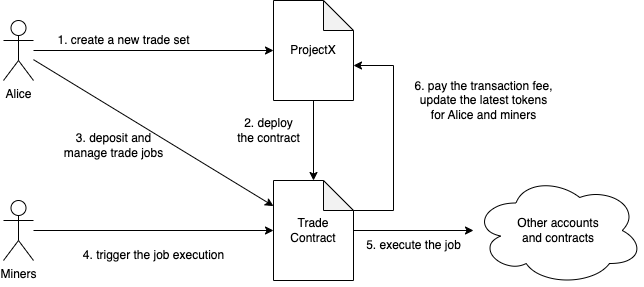 1. create a new trade set
ProjectX
Alice
6. pay the transaction fee,
update the latest tokens
for Alice and miners
2. deploy
the contract
3. deposit and
manage trade jobs
Trade
Contract
Other accounts
and contracts
Miners
4. trigger the job execution
5. execute the job